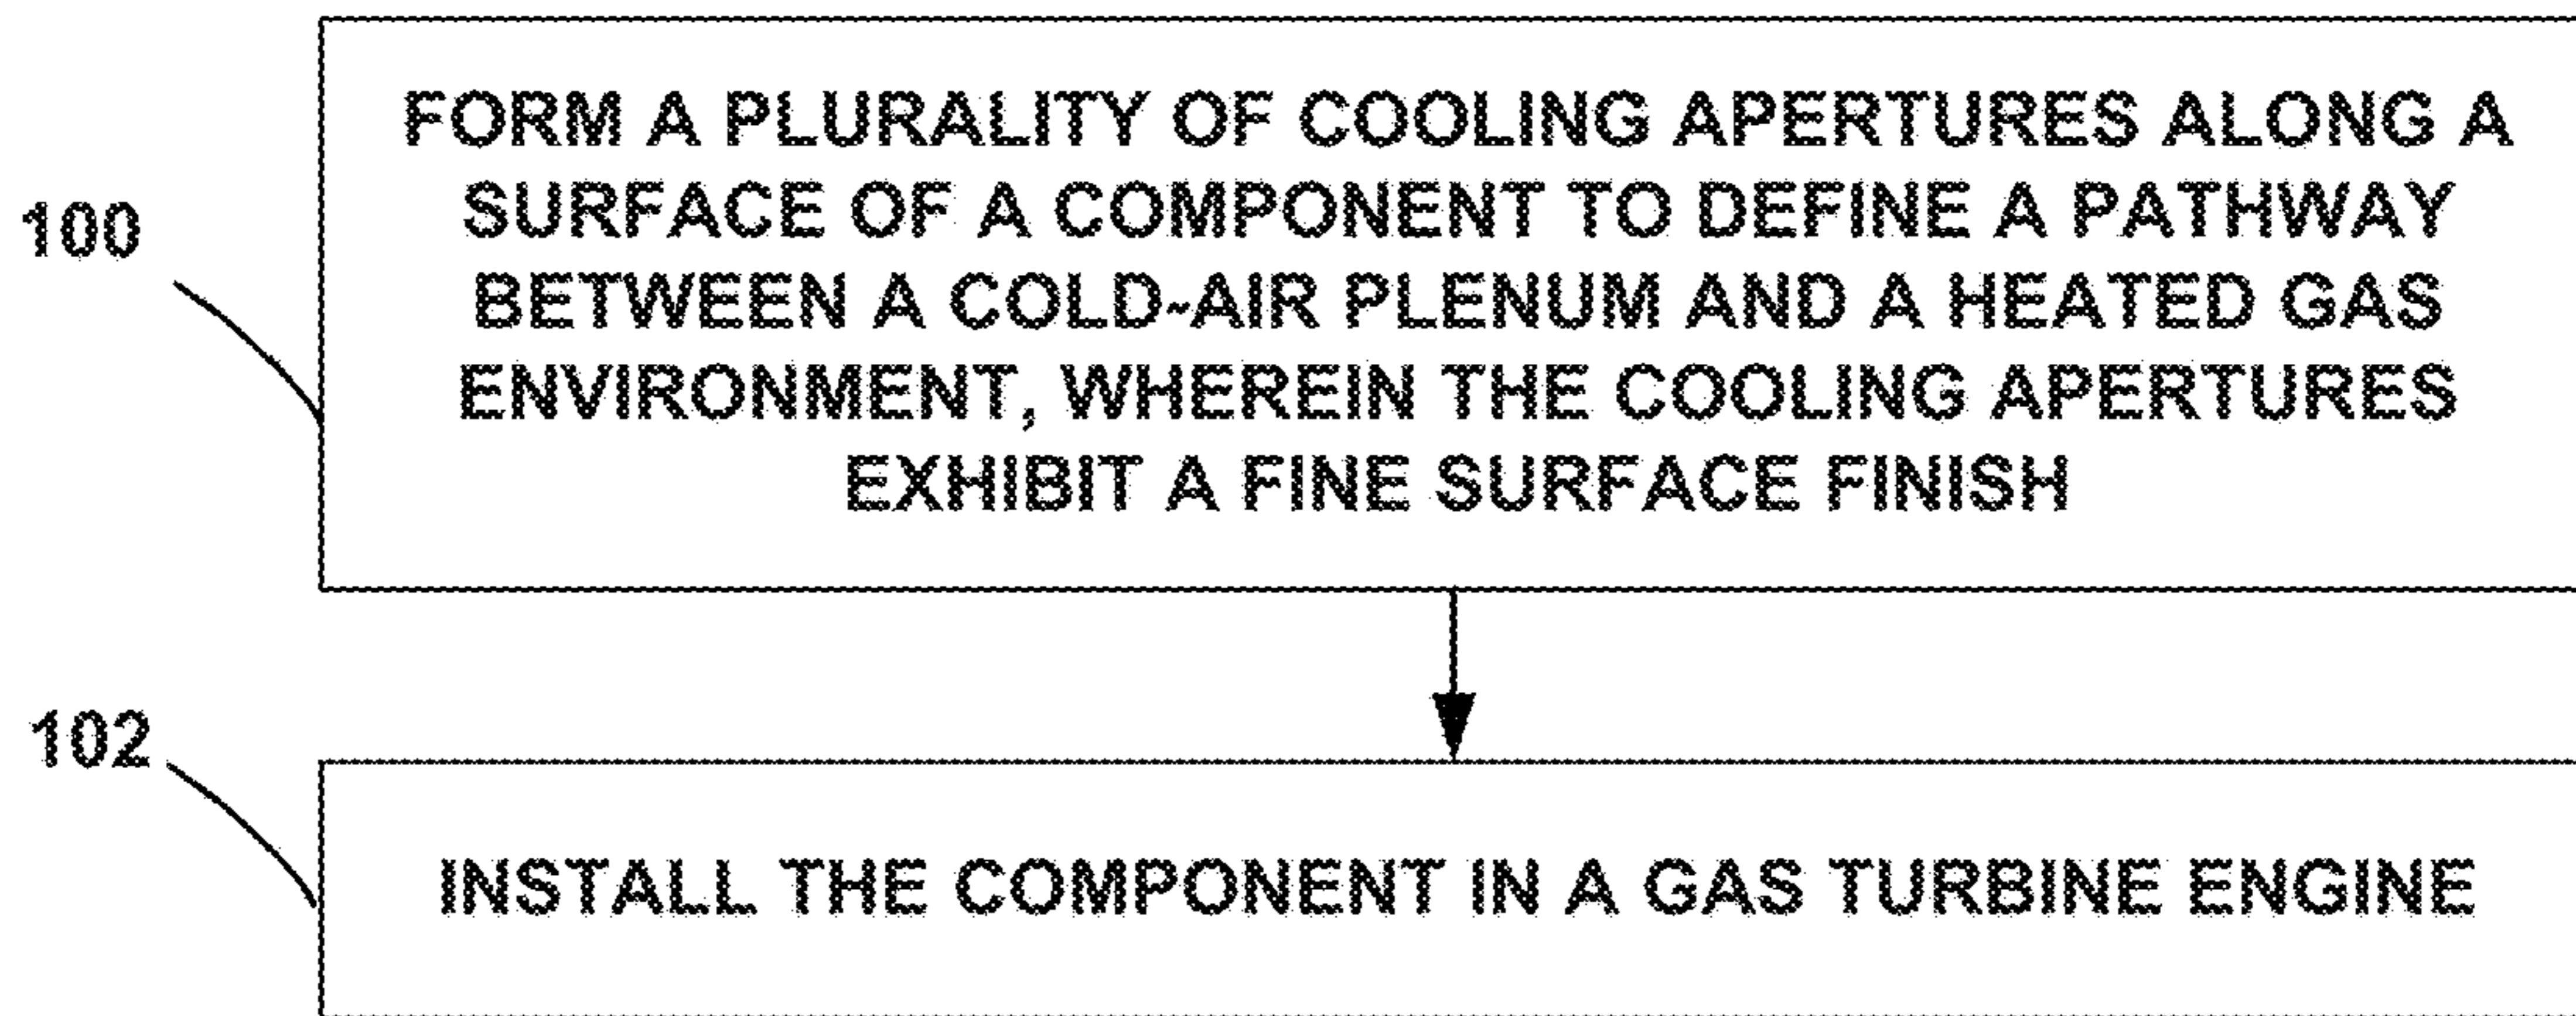 100
FORM A PLURALITY OF COOLING APERTURES ALONG A
SURFACE OF A COMPONENT TO DEFINE A PATHWAY
BETWEEN A COLD-AIR PLENUM AND A HEATED GAS
ENVIRONMENT, WHEREIN THE COOLING APERTURES
EXHIBIT A FINE SURFACE FINISH
102
INSTALL THE COMPONENT IN A GAS TURBINE ENGINE